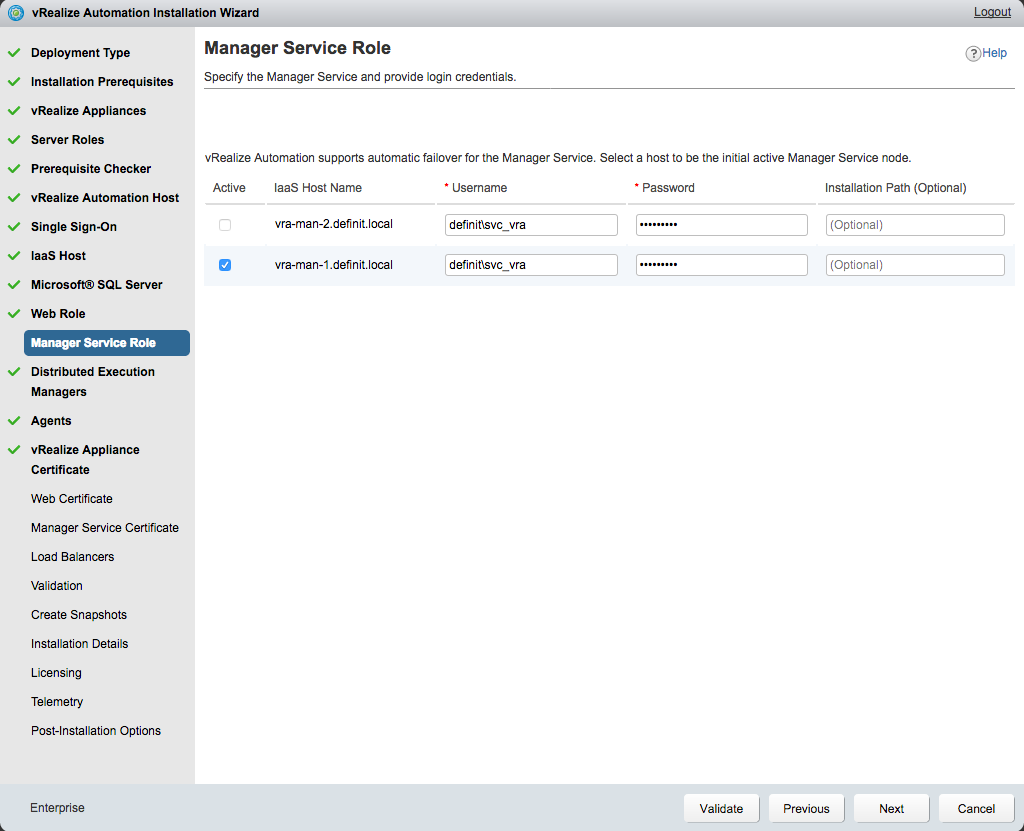 vRealize Automation Installation Wizard
Logout
Deployment Type
Installation Prerequisites
vRealize Appliances
Server Roles
Prerequisite Checker
vRealize Automation Host
Single Sign-On
IaaS Host
Microsoft® SQL Server
Web Role
Manager Service Role
Distributed Execution
Managers
Agents
vRealize Appliance
Certificate
Web Certificate
Manager Service Certificate
Load Balancers
Validation
Create Snapshots
Installation Details
Licensing
Telemetry
Post-Installation Options
Manager Service Role
? Help
Specify the Manager Service and provide login credentials.
vRealize Automation supports automatic failover for the Manager Service. Select a host to be the initial active Manager Service node.
Active IaaS Host Name * Username * Password Installation Path (Optional)
vra-man-2.definit.local definit\svc_vra ••••••••• (Optional)
vra-man-1.definit.local definit\svc_vra ••••••••• (Optional)
Enterprise
Validate Previous Next Cancel